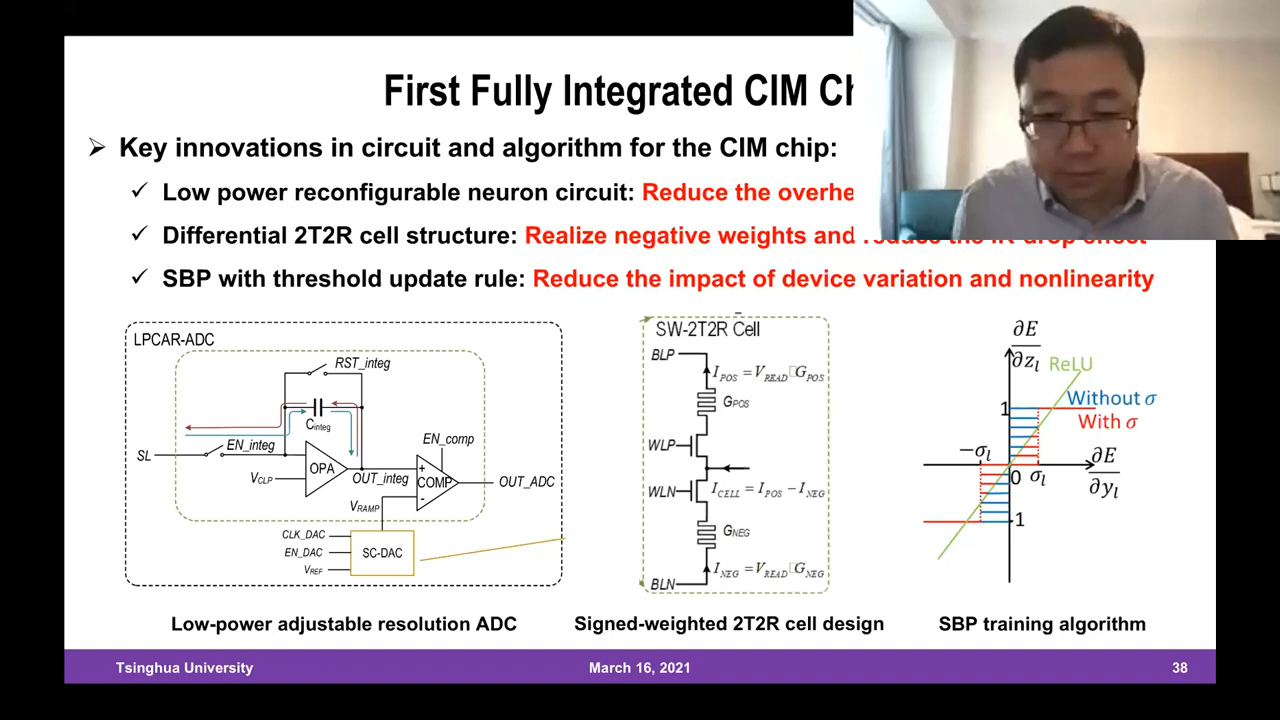 First Fully Integrated CIM
➢ Key innovations in circuit and algorithm for the CIM chip:
✓ Low power reconfigurable neuron circuit: Reduce the
✓ Differential 2T2R cell structure: Realize negative weights and
✓ SBP with threshold update rule: Reduce the impact of device variation and nonlinearity
LPCAR-ADC
RST_integ
C_integ
EN_integ
SL
OPA
V_CLP
OUT_integ
EN_comp
+
COMP
-
OUT_ADC
V_RAMP
CLK_DAC
EN_DAC
V_REF
SC-DAC
SW-2T2R Cell
BLP
I_POS = V_READ G_POS
G_POS
WLP
WLN
I_CELL = I_POS − I_NEG
G_NEG
BLN
I_NEG = V_READ G_NEG
∂E
∂z_l
ReLU
1
Without σ
With σ
−σ_l
0
σ_l
∂E
∂y_l
1
Low-power adjustable resolution ADC
Signed-weighted 2T2R cell design
SBP training algorithm
Tsinghua University
March 16, 2021
38